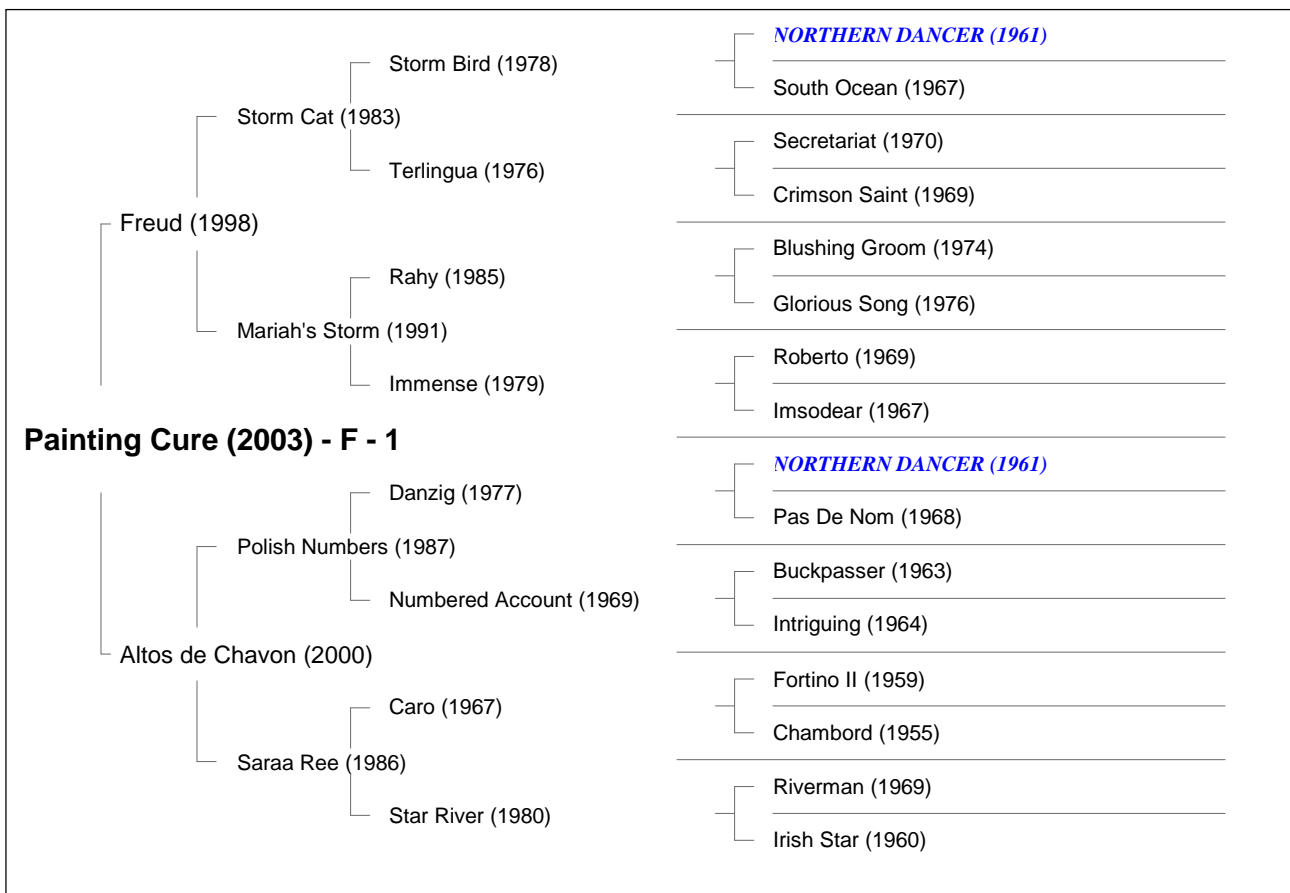 NORTHERN DANCER (1961)
Storm Bird (1978)
South Ocean (1967)
Storm Cat (1983)
Secretariat (1970)
Terlingua (1976)
Crimson Saint (1969)
Freud (1998)
Blushing Groom (1974)
Rahy (1985)
Glorious Song (1976)
Mariah's Storm (1991)
Roberto (1969)
Immense (1979)
Imsodear (1967)
Painting Cure (2003) - F - 1
NORTHERN DANCER (1961)
Danzig (1977)
Pas De Nom (1968)
Polish Numbers (1987)
Buckpasser (1963)
Numbered Account (1969)
Intriguing (1964)
Altos de Chavon (2000)
Fortino II (1959)
Caro (1967)
Chambord (1955)
Saraa Ree (1986)
Riverman (1969)
Star River (1980)
Irish Star (1960)